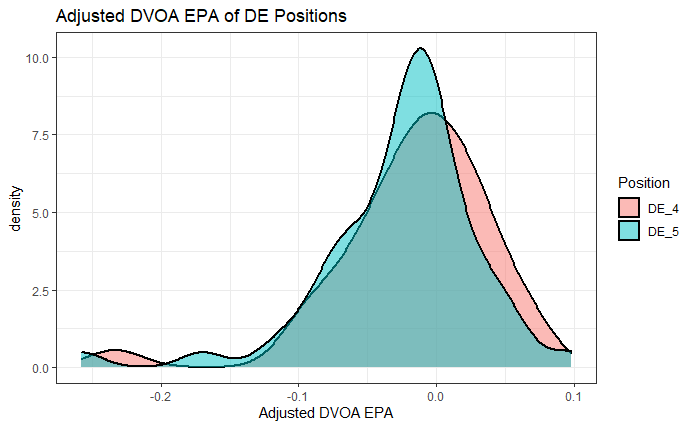 Adjusted DVOA EPA of DE Positions
10.0
7.5
5.0
2.5
0.0
density
-0.2
-0.1
0.0
0.1
Adjusted DVOA EPA
Position
DE_4
DE_5